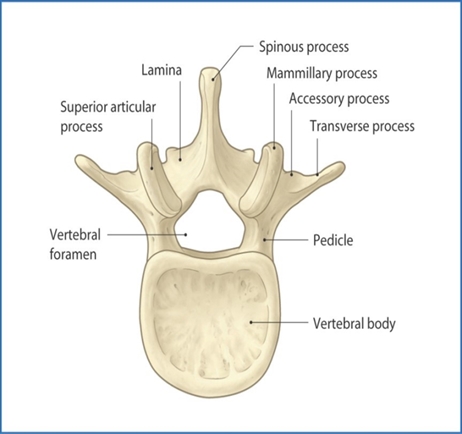 Spinous process
Lamina
Mammillary process
Accessory process
Superior articular
process
Transverse process
Vertebral
foramen
Pedicle
Vertebral body